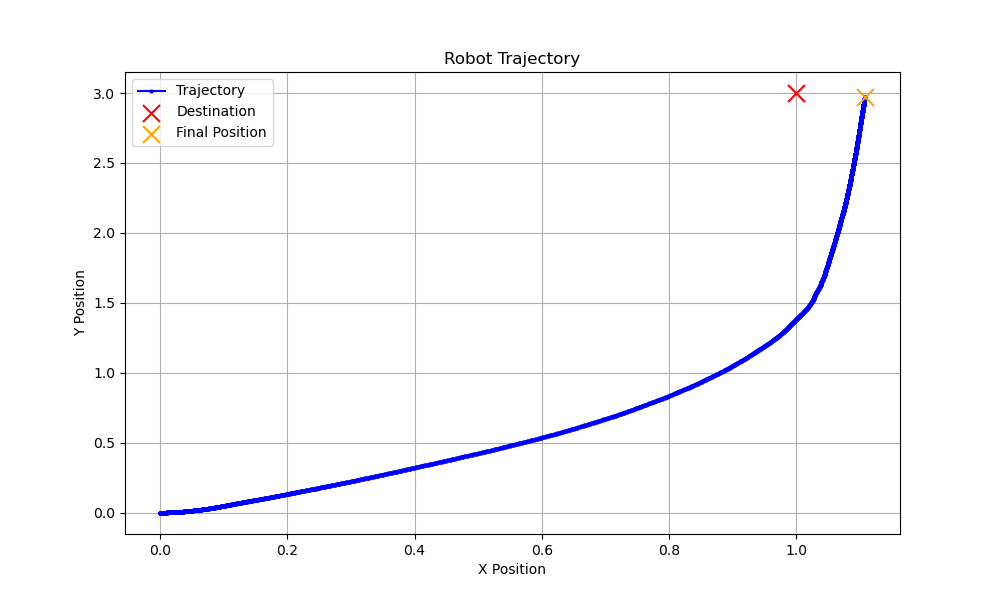 Robot Trajectory
Trajectory
Destination
Final Position
Y Position
3.0
2.5
2.0
1.5
1.0
0.5
0.0
0.0 0.2 0.4 0.6 0.8 1.0
X Position